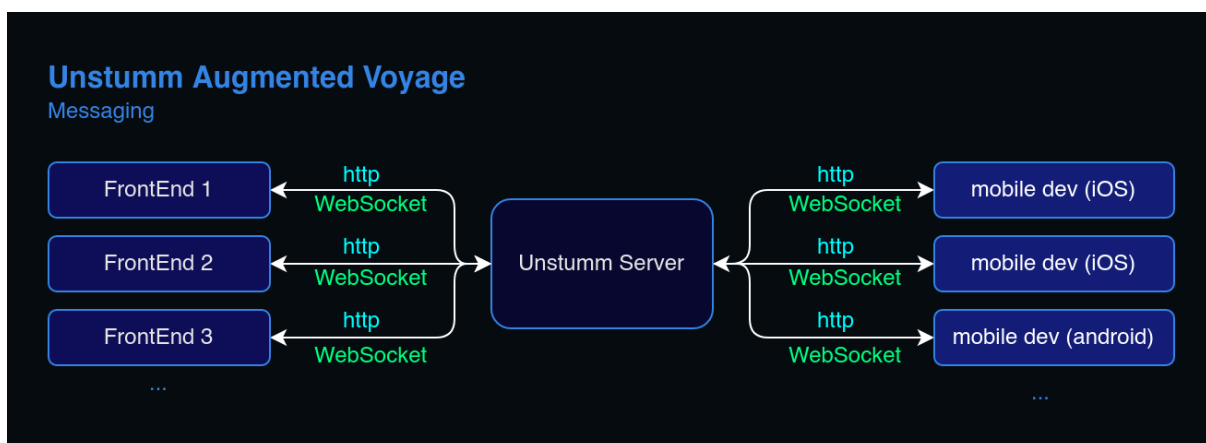 Unstumm Augmented Voyage
Messaging
FrontEnd 1
http
WebSocket
http
WebSocket
mobile dev (iOS)
FrontEnd 2
http
WebSocket
Unstumm Server
http
WebSocket
mobile dev (iOS)
FrontEnd 3
http
WebSocket
http
WebSocket
mobile dev (android)
...
...